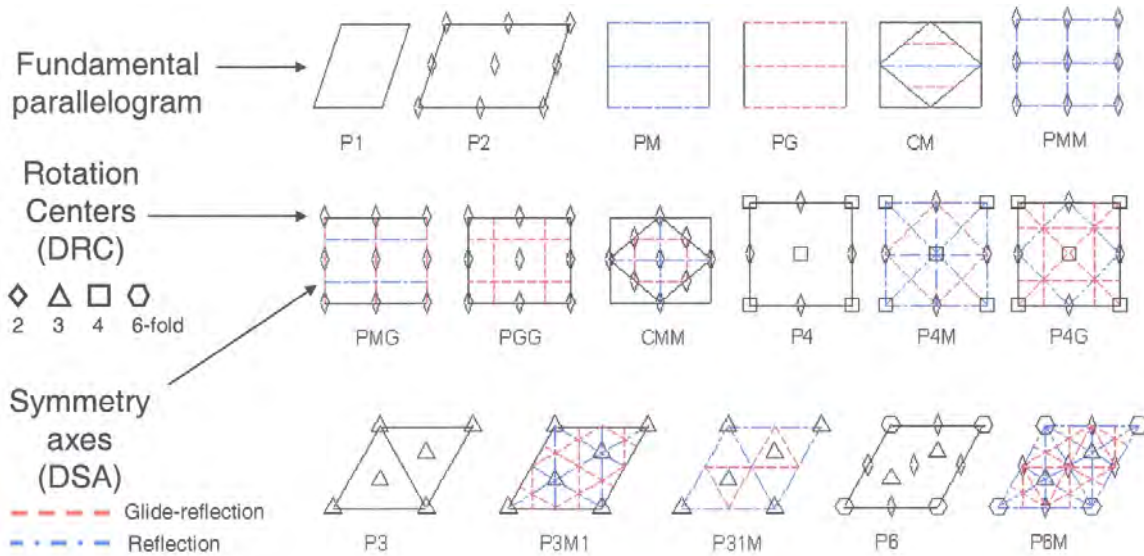 Fundamental
parallelogram
P1
P2
PM
PG
CM
PMM
Rotation
Centers
(DRC)
2 3 4 6-fold
PMG
PGG
CMM
P4
P4M
P4G
Symmetry
axes
(DSA)
Glide-reflection
Reflection
P3
P3M1
P31M
P6
P6M